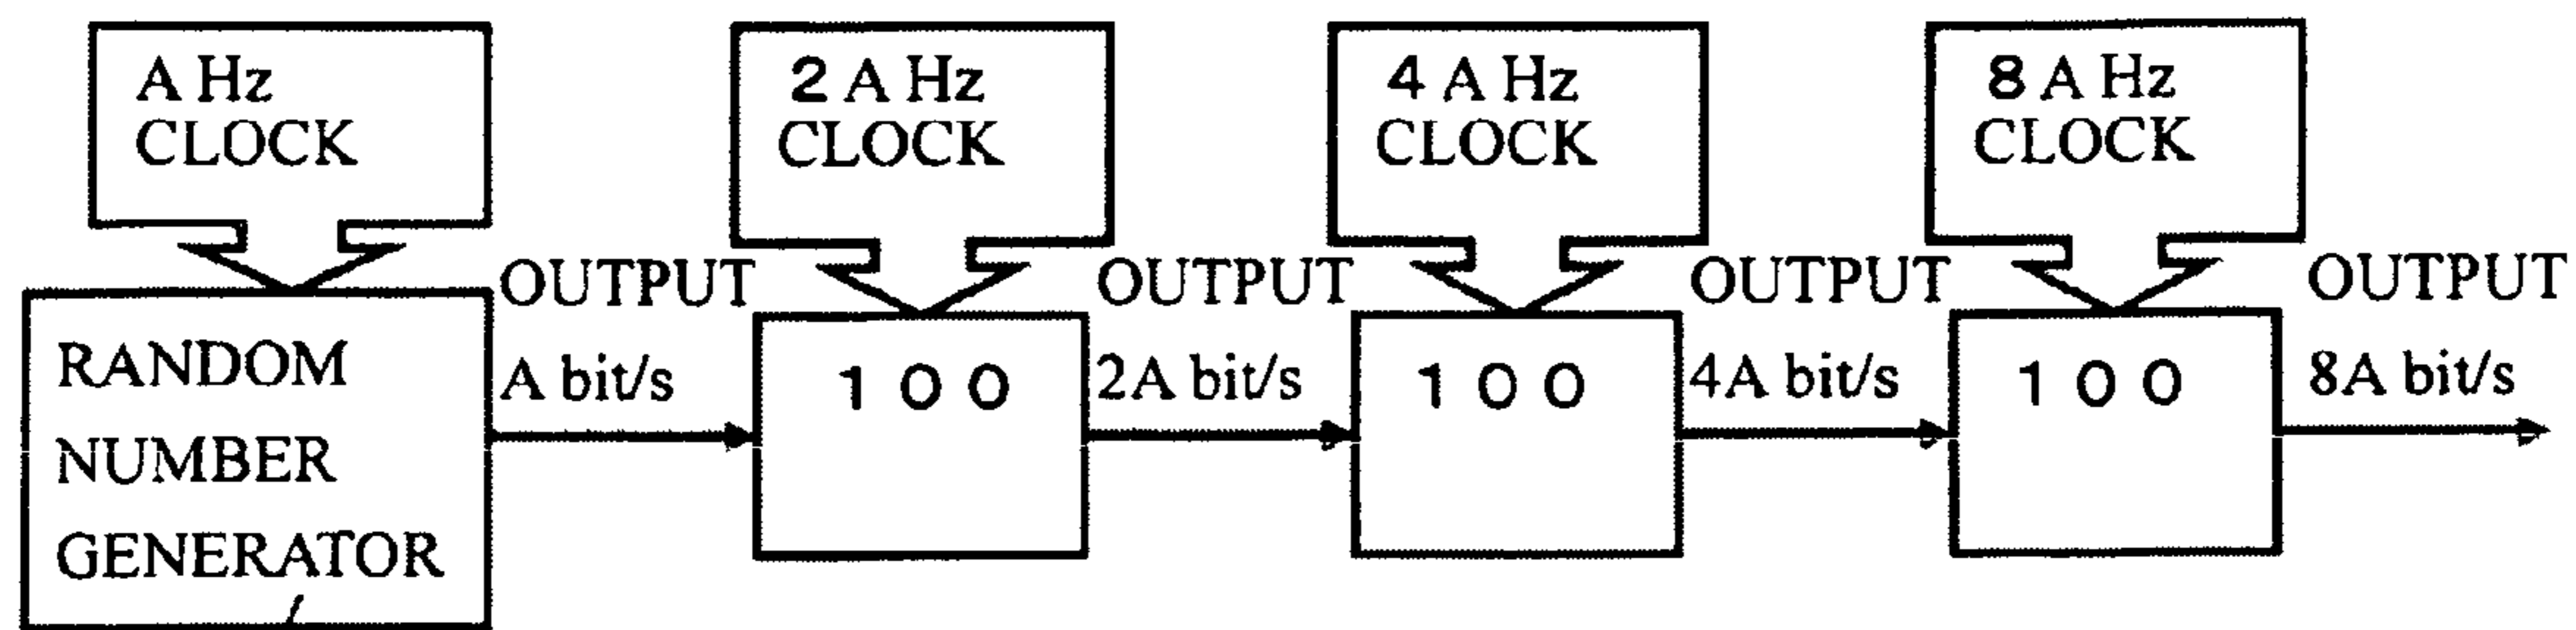 A Hz
CLOCK
2 A Hz
CLOCK
4 A Hz
CLOCK
8 A Hz
CLOCK
RANDOM
NUMBER
GENERATOR
OUTPUT
A bit/s
1 0 0
OUTPUT
2A bit/s
1 0 0
OUTPUT
4A bit/s
1 0 0
OUTPUT
8A bit/s